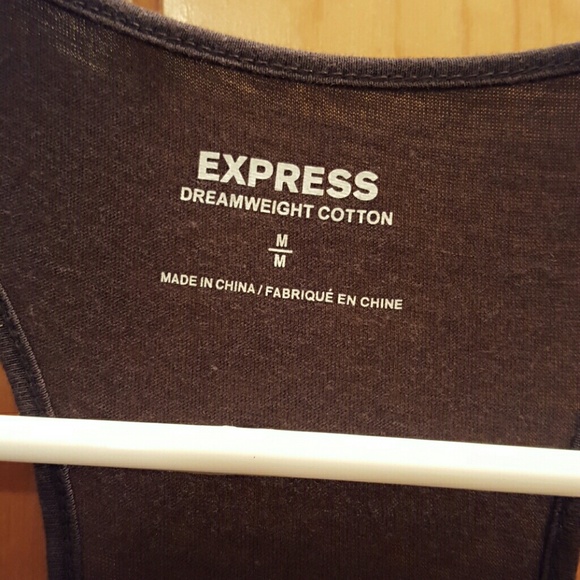 EXPRESS
DREAMWEIGHT COTTON
M
M
MADE IN CHINA / FABRIQUÉ EN CHINE